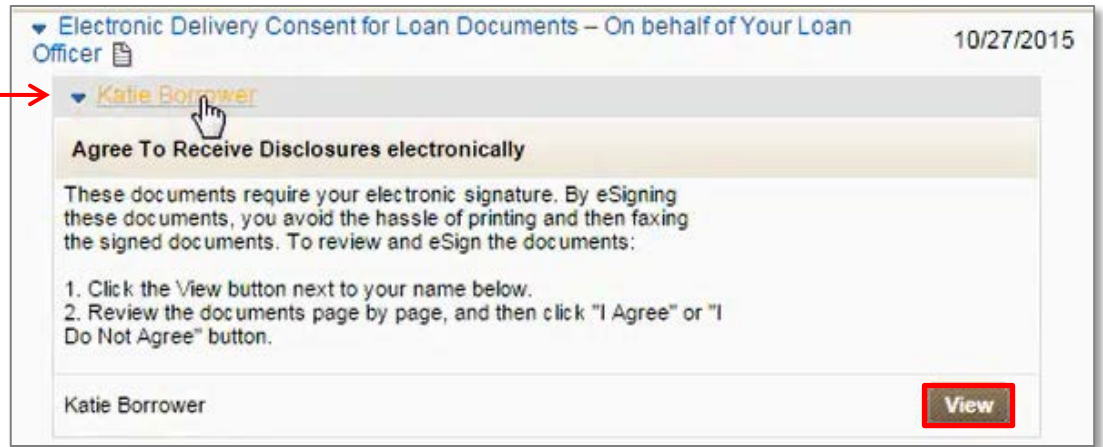 Electronic Delivery Consent for Loan Documents – On behalf of Your Loan
Officer
10/27/2015
Katie Borrower
Agree To Receive Disclosures electronically
These documents require your electronic signature. By eSigning
these documents, you avoid the hassle of printing and then faxing
the signed documents. To review and eSign the documents:
1. Click the View button next to your name below.
2. Review the documents page by page, and then click "I Agree" or "I
Do Not Agree" button.
Katie Borrower
View